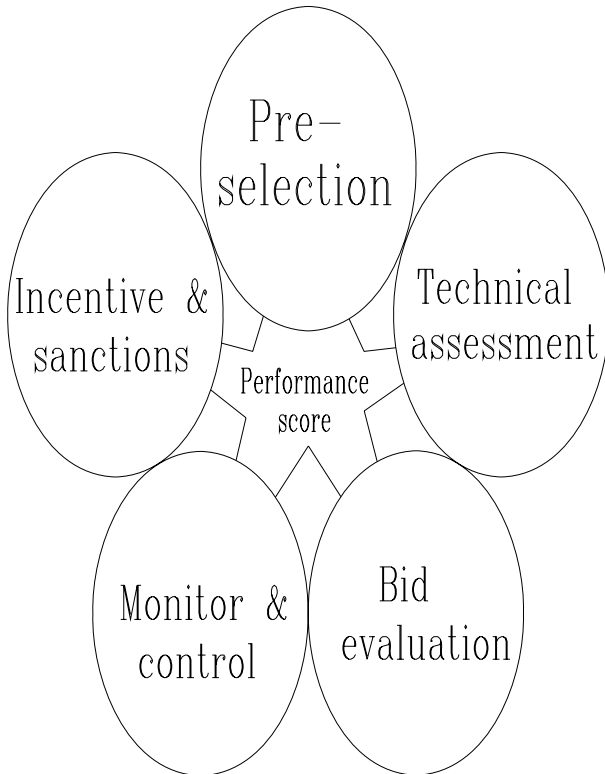 Pre-
selection
Technical
assessment
Incentive &
sanctions
Performance
score
Bid
evaluation
Monitor &
control